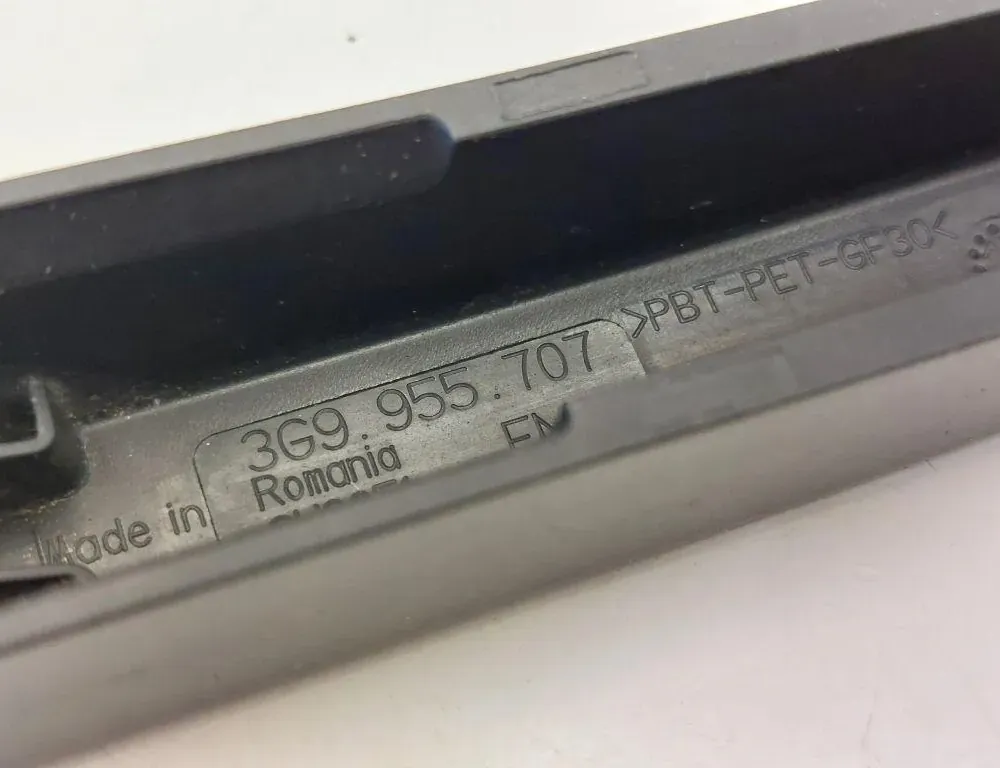 >PBT-PET-GF30<
3G9.955.707
Made in Romania